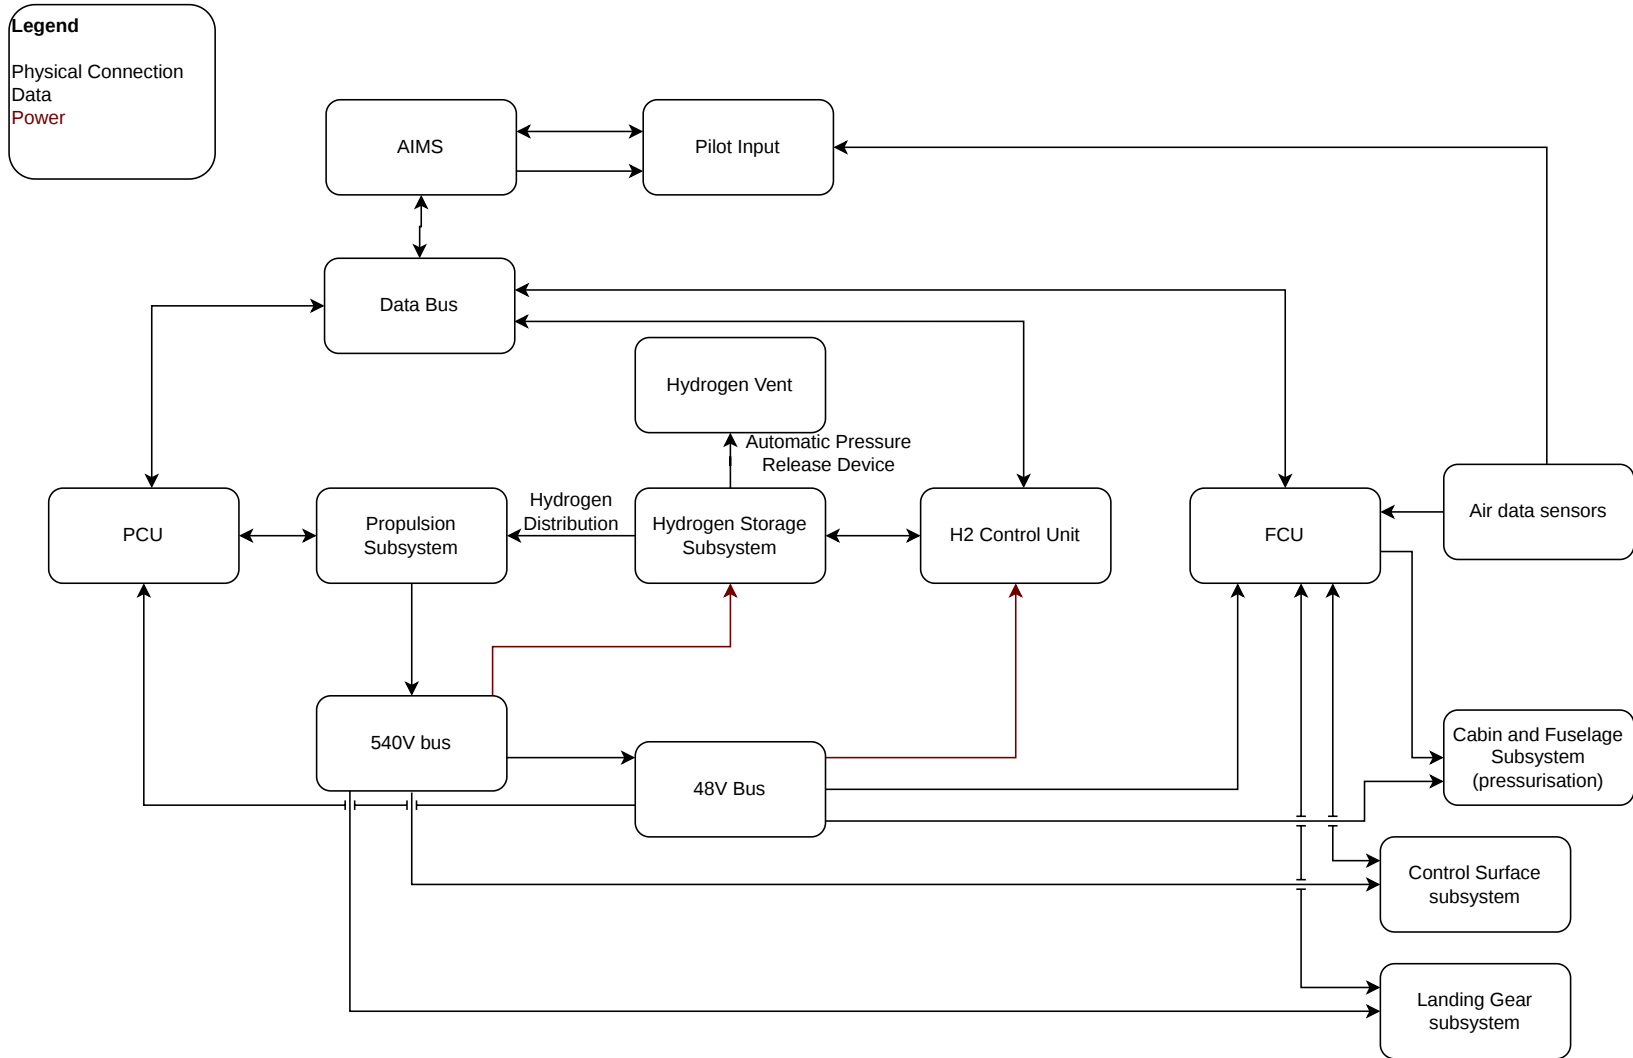 Legend
Physical Connection
Data
Power
AIMS
Pilot Input
Data Bus
Hydrogen Vent
Automatic Pressure
Release Device
PCU
Propulsion
Subsystem
Hydrogen
Distribution
Hydrogen Storage
Subsystem
H2 Control Unit
FCU
Air data sensors
540V bus
48V Bus
Cabin and Fuselage
Subsystem
(pressurisation)
Control Surface
subsystem
Landing Gear
subsystem